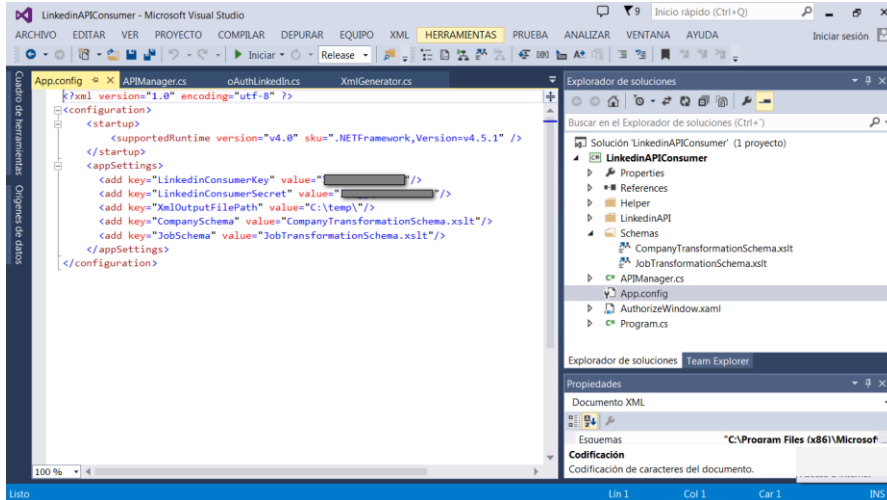 LinkedinAPIConsumer - Microsoft Visual Studio
9
Inicio rápido (Ctrl+Q)
ARCHIVO EDITAR VER PROYECTO COMPILAR DEPURAR EQUIPO XML HERRAMIENTAS PRUEBA ANALIZAR VENTANA AYUDA
Iniciar sesión
Iniciar Release
Cuadro de herramientas
Orígenes de datos
App.config APIManager.cs oAuthLinkedIn.cs XmlGenerator.cs
<?xml version="1.0" encoding="utf-8" ?>
<configuration>
<startup>
<supportedRuntime version="v4.0" sku=".NETFramework,Version=v4.5.1" />
</startup>
<appSettings>
<add key="LinkedinConsumerKey" value=" "/>
<add key="LinkedinConsumerSecret" value=" "/>
<add key="XmlOutputFilePath" value="C:\temp\"/>
<add key="CompanySchema" value="CompanyTransformationSchema.xslt"/>
<add key="JobSchema" value="JobTransformationSchema.xslt"/>
</appSettings>
</configuration>
100 %
Explorador de soluciones
Buscar en el Explorador de soluciones (Ctrl+¨)
Solución 'LinkedinAPIConsumer' (1 proyecto)
C# LinkedinAPIConsumer
Properties
References
Helper
LinkedinAPI
Schemas
CompanyTransformationSchema.xslt
JobTransformationSchema.xslt
C# APIManager.cs
App.config
AuthorizeWindow.xaml
C# Program.cs
Explorador de soluciones Team Explorer
Propiedades
Documento XML
Esquemas "C:\Program Files (x86)\Microsof
Codificación
Codificación de caracteres del documento.
Listo Lín 1 Col 1 Car 1 INS